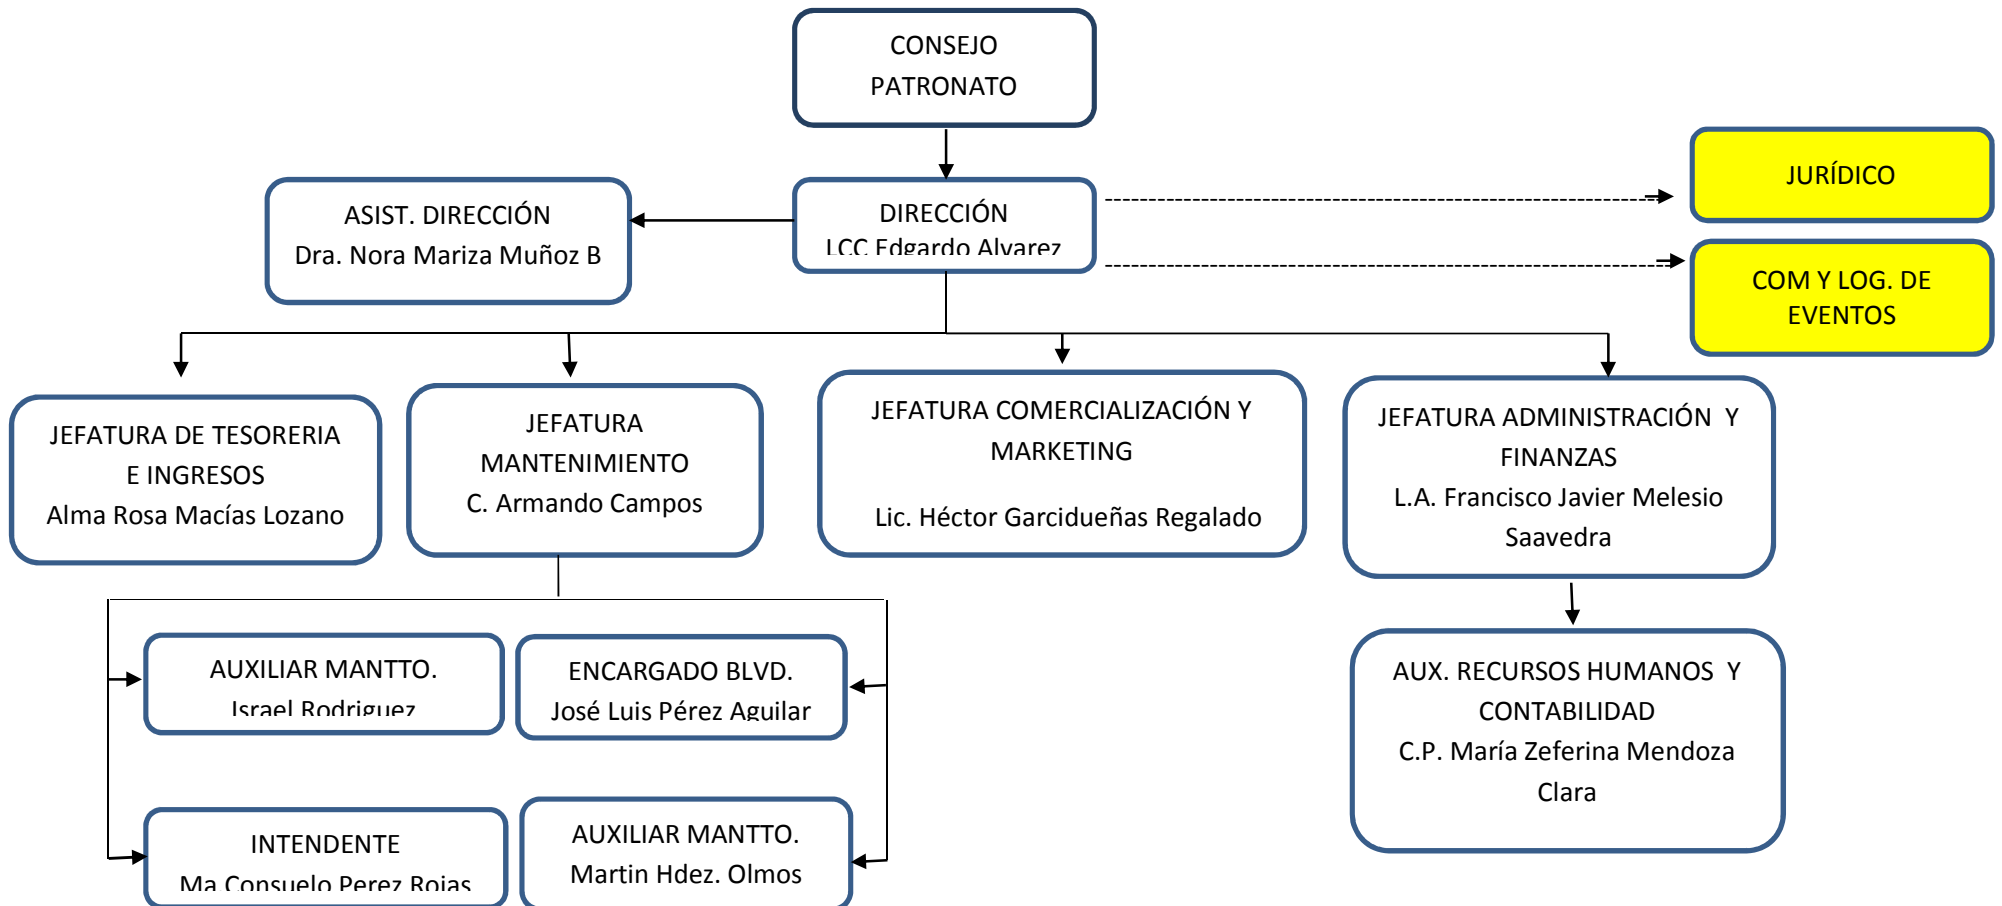 CONSEJO
PATRONATO
JURÍDICO
ASIST. DIRECCIÓN
Dra. Nora Mariza Muñoz B
DIRECCIÓN
LCC Edgardo Alvarez
COM Y LOG. DE
EVENTOS
JEFATURA DE TESORERIA
E INGRESOS
Alma Rosa Macías Lozano
JEFATURA
MANTENIMIENTO
C. Armando Campos
JEFATURA COMERCIALIZACIÓN Y
MARKETING
Lic. Héctor Garcidueñas Regalado
JEFATURA ADMINISTRACIÓN  Y
FINANZAS
L.A. Francisco Javier Melesio
Saavedra
AUXILIAR MANTTO.
Israel Rodriguez
ENCARGADO BLVD.
José Luis Pérez Aguilar
AUX. RECURSOS HUMANOS  Y
CONTABILIDAD
C.P. María Zeferina Mendoza
Clara
INTENDENTE
Ma Consuelo Perez Rojas
AUXILIAR MANTTO.
Martin Hdez. Olmos